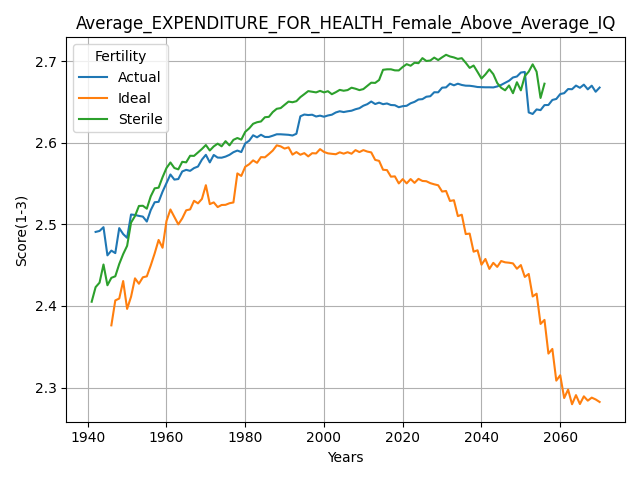 Average_EXPENDITURE_FOR_HEALTH_Female_Above_Average_IQ
Fertility
Actual
Ideal
Sterile
Score(1-3)
2.7
2.6
2.5
2.4
2.3
1940 1960 1980 2000 2020 2040 2060
Years